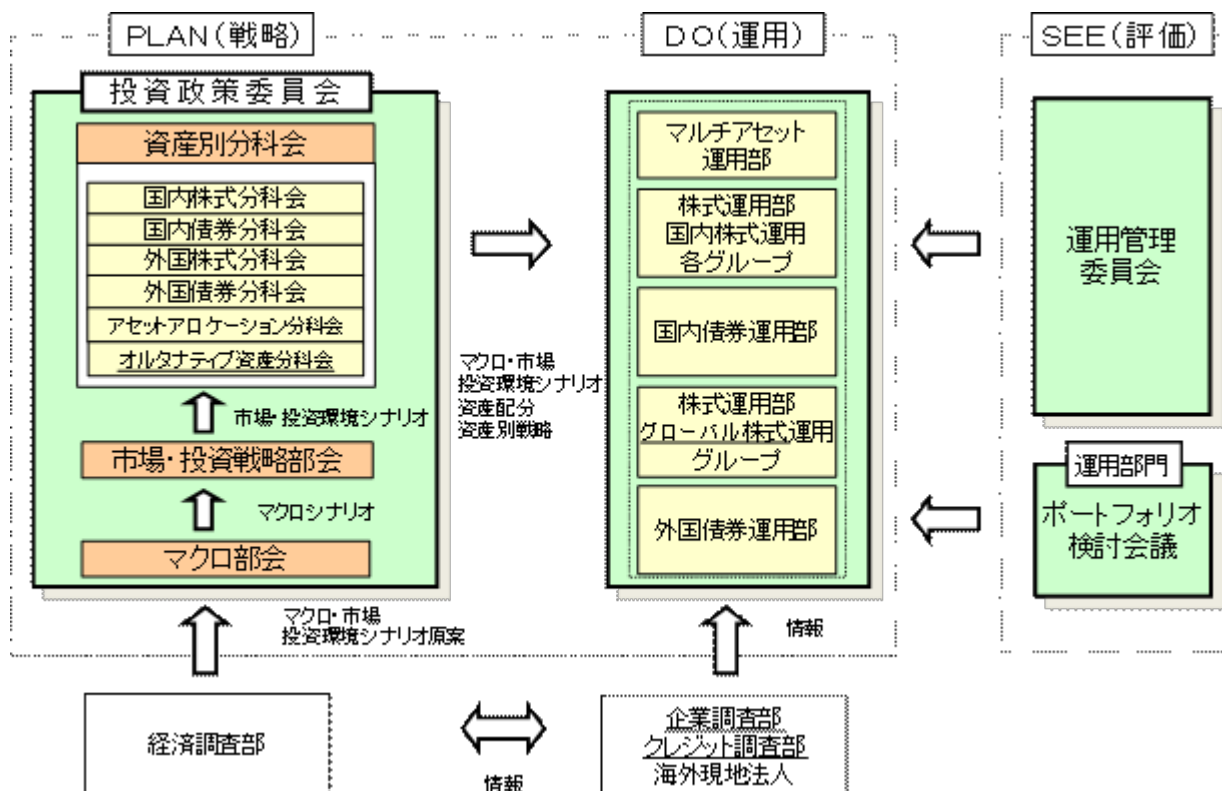 PLAN(戦略)
DO(運用)
SEE(評価)
投資政策委員会
資産別分科会
国内株式分科会
国内債券分科会
外国株式分科会
外国債券分科会
アセットアロケーション分科会
オルタナティブ資産分科会
市場・投資環境シナリオ
市場・投資戦略部会
マクロシナリオ
マクロ部会
マクロ・市場
投資環境シナリオ
資産配分
資産別戦略
マルチアセット
運用部
株式運用部
国内株式運用
各グループ
国内債券運用部
株式運用部
グローバル株式運用
グループ
外国債券運用部
運用管理
委員会
運用部門
ポートフォリオ
検討会議
マクロ・市場
投資環境シナリオ原案
情報
経済調査部
情報
企業調査部
クレジット調査部
海外現地法人